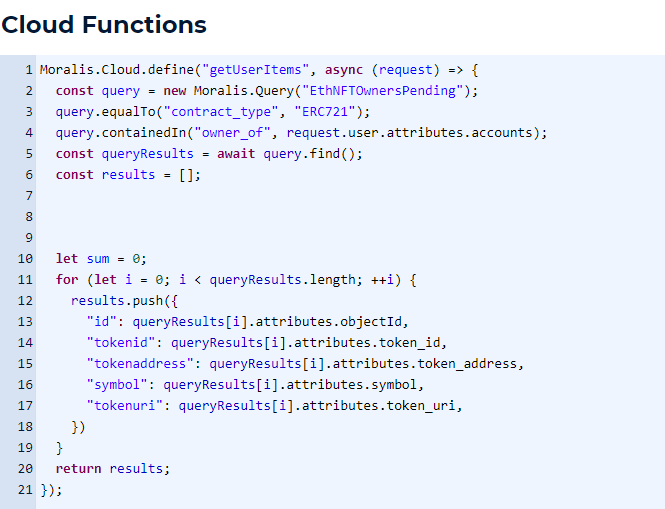 Cloud Functions
1 Moralis.Cloud.define("getUserItems", async (request) => {
2   const query = new Moralis.Query("EthNFTOwnersPending");
3   query.equalTo("contract_type", "ERC721");
4   query.containedIn("owner_of", request.user.attributes.accounts);
5   const queryResults = await query.find();
6   const results = [];
7
8
9
10   let sum = 0;
11   for (let i = 0; i < queryResults.length; ++i) {
12     results.push({
13       "id": queryResults[i].attributes.objectId,
14       "tokenid": queryResults[i].attributes.token_id,
15       "tokenaddress": queryResults[i].attributes.token_address,
16       "symbol": queryResults[i].attributes.symbol,
17       "tokenuri": queryResults[i].attributes.token_uri,
18     })
19   }
20   return results;
21 });